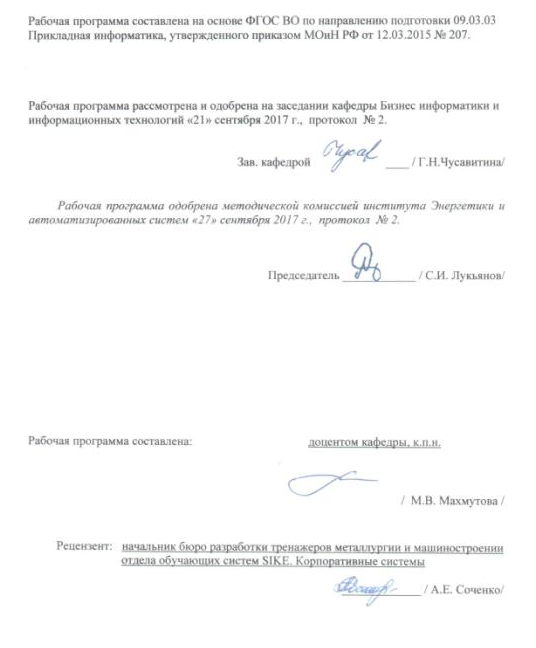 Рабочая программа составлена на основе ФГОС ВО по направлению подготовки 09.03.03
Прикладная информатика, утвержденного приказом МОиН РФ от 12.03.2015 № 207.
Рабочая программа рассмотрена и одобрена на заседании кафедры Бизнес информатики и
информационных технологий «21» сентября 2017 г., протокол № 2.
Зав. кафедрой Чусав ____ / Г.Н.Чусавитина/
Рабочая программа одобрена методической комиссией института Энергетики и
автоматизированных систем «27» сентября 2017 г., протокол № 2.
Председатель ____________ / С.И. Лукьянов/
Рабочая программа составлена: доцентом кафедры, к.п.н.
/ М.В. Махмутова /
Рецензент: начальник бюро разработки тренажеров металлургии и машиностроении
отдела обучающих систем SIKE. Корпоративные системы
____________ / А.Е. Соченко/